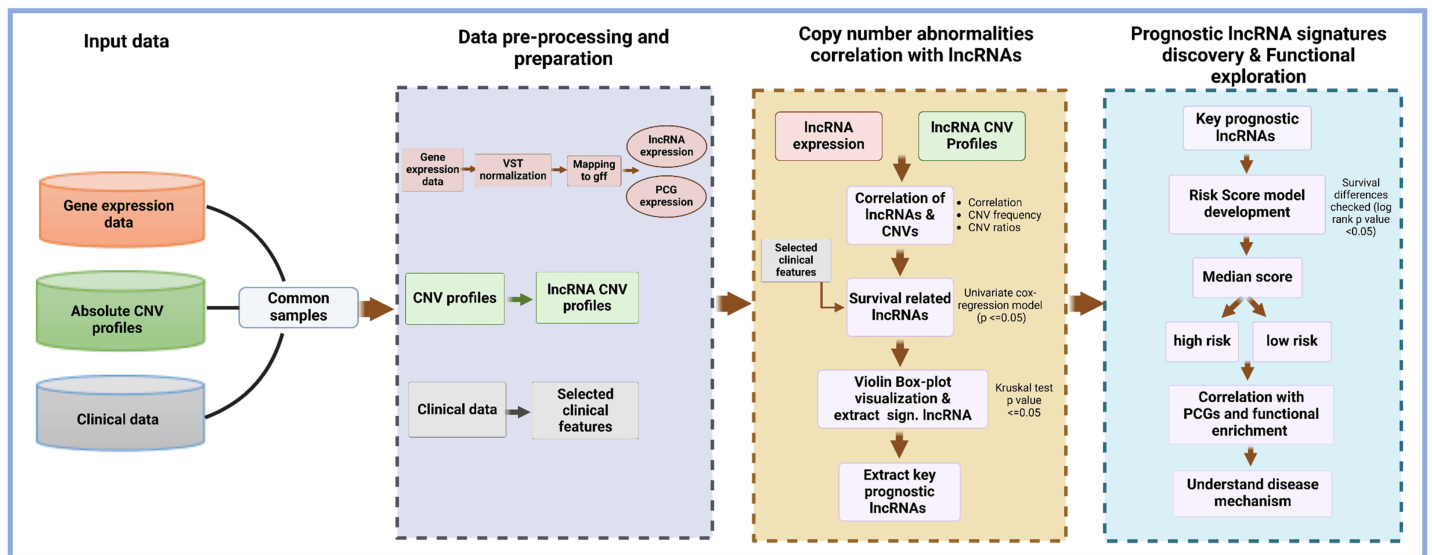 Input data
Gene expression
data
Absolute CNV
profiles
Clinical data
Common
samples
Data pre-processing and
preparation
Gene
expression
data
VST
normalization
Mapping
to gff
lncRNA
expression
PCG
expression
CNV profiles
lncRNA CNV
profiles
Clinical data
Selected
clinical
features
Copy number abnormalities
correlation with lncRNAs
lncRNA
expression
lncRNA CNV
Profiles
Correlation of
lncRNAs &
CNVs
• Correlation
• CNV frequency
• CNV ratios
Selected
clinical
features
Survival related
lncRNAs
Univariate cox-
regression model
(p <=0.05)
Violin Box-plot
visualization &
extract sign. lncRNA
Kruskal test
p value
<=0.05
Extract key
prognostic
lncRNAs
Prognostic lncRNA signatures
discovery & Functional
exploration
Key prognostic
lncRNAs
Risk Score model
development
Survival
differences
checked (log
rank p value
<0.05)
Median score
high risk
low risk
Correlation with
PCGs and functional
enrichment
Understand disease
mechanism